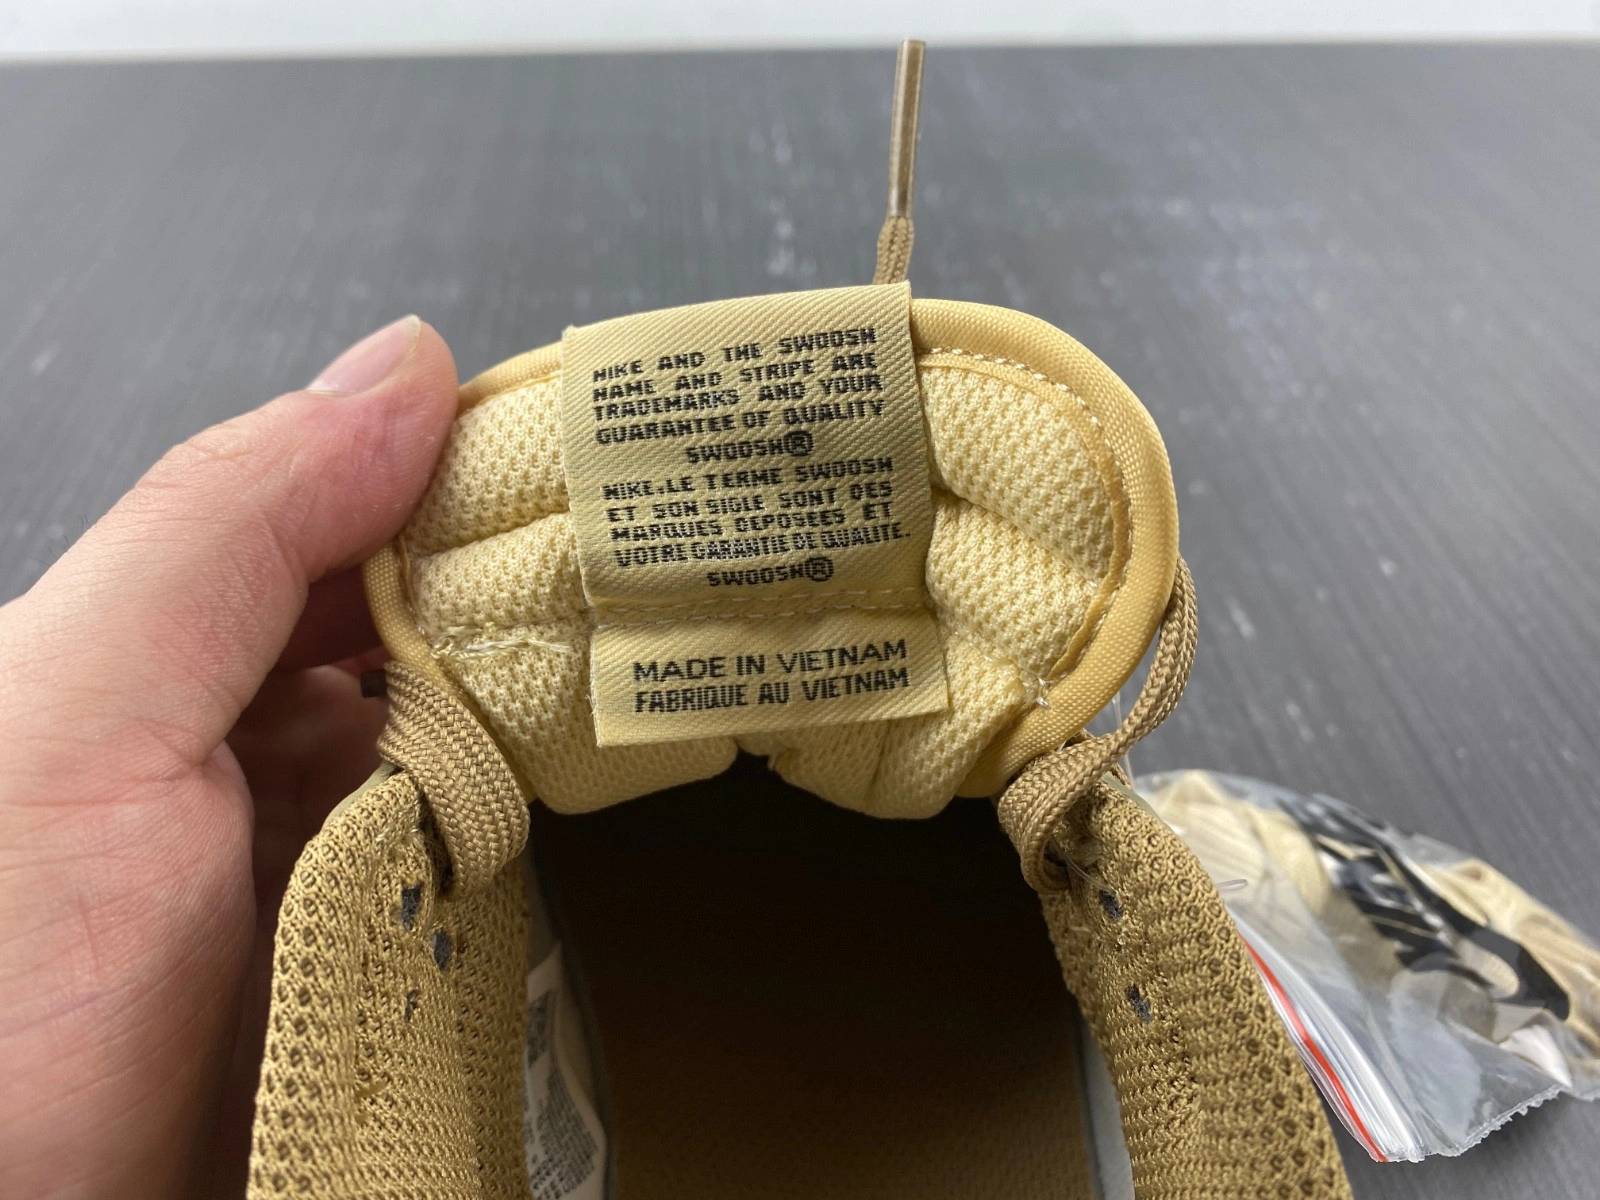 NIKE AND THE SWOOSH
NAME AND STRIPE ARE
TRADEMARKS AND YOUR
GUARANTEE OF QUALITY
SWOOSH®
NIKE.LE TERME SWOOSH
ET SON SIGLE SONT DES
MARQUES DEPOSEES ET
VOTRE GARANTIE DE QUALITE.
SWOOSH®
MADE IN VIETNAM
FABRIQUE AU VIETNAM